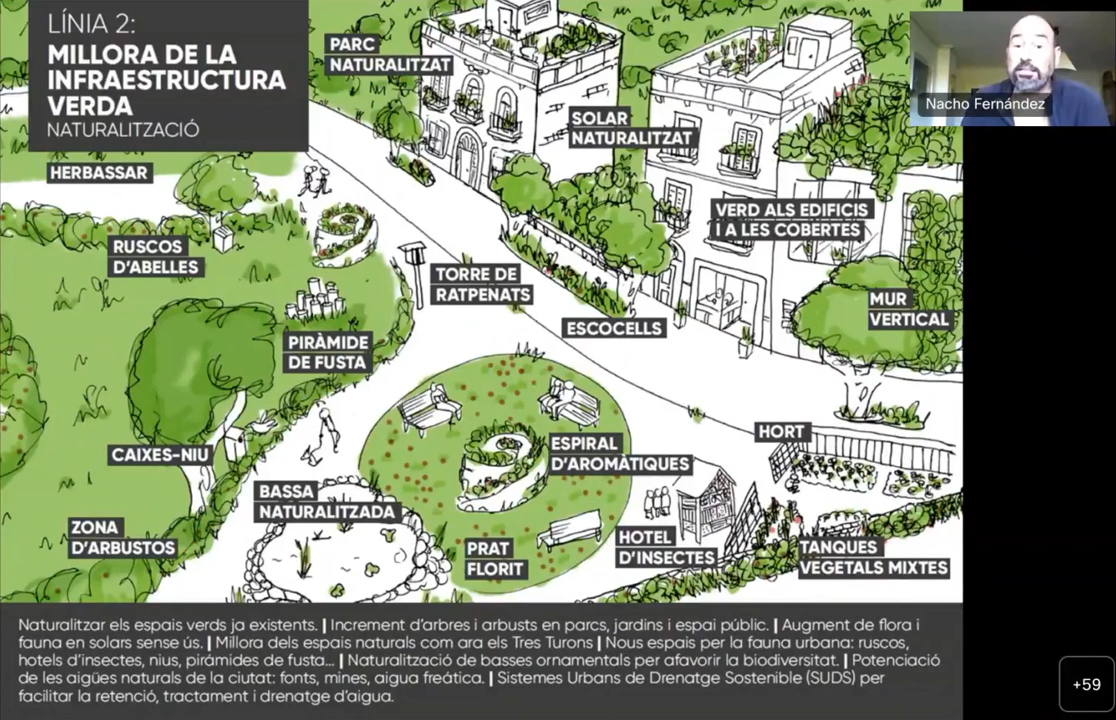 LÍNIA 2:
MILLORA DE LA
INFRAESTRUCTURA
VERDA
NATURALITZACIÓ
PARC
NATURALITZAT
Nacho Fernández
SOLAR
NATURALITZAT
HERBASSAR
VERD ALS EDIFICIS
I A LES COBERTES
RUSCOS
D'ABELLES
TORRE DE
RATPENATS
MUR
VERTICAL
ESCOCELLS
PIRÀMIDE
DE FUSTA
HORT
CAIXES-NIU
ESPIRAL
D'AROMÀTIQUES
BASSA
NATURALITZADA
ZONA
D'ARBUSTOS
PRAT
FLORIT
HOTEL
D'INSECTES
TANQUES
VEGETALS MIXTES
Naturalitzar els espais verds ja existents. | Increment d'arbres i arbusts en parcs, jardins i espai públic. | Augment de flora i
fauna en solars sense ús. | Millora dels espais naturals com ara els Tres Turons | Nous espais per la fauna urbana: ruscos,
hotels d'insectes, nius, pirámides de fusta... | Naturalització de basses ornamentals per afavorir la biodiversitat. | Potenciació
de les aigües naturals de la ciutat: fonts, mines, aigua freática. | Sistemes Urbans de Drenatge Sostenible (SUDS) per
facilitar la retenció, tractament i drenatge d'aigua.
+59